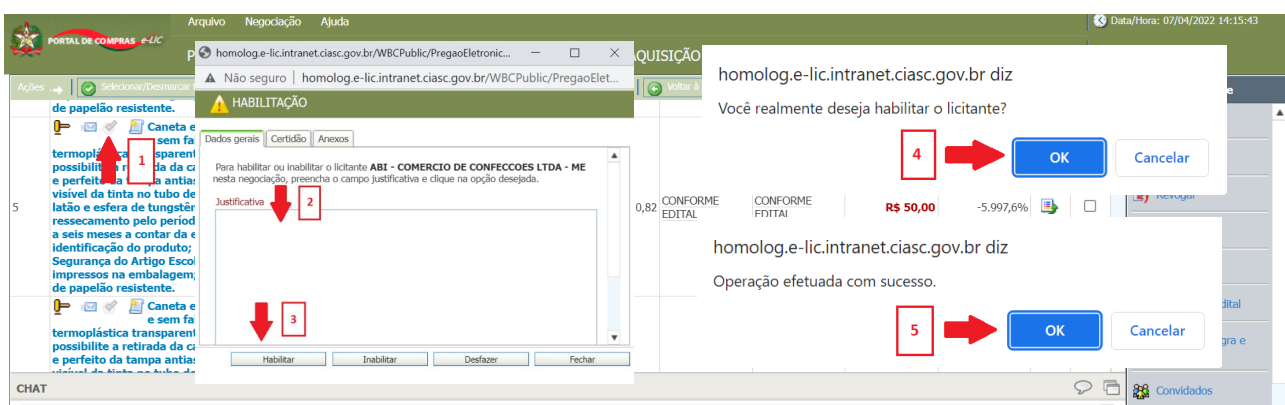 Arquivo Negociação Ajuda
Data/Hora: 07/04/2022 14:15:43
PORTAL DE COMPRAS e-LIC
AQUISIÇÃO
Ações
Selecionar/Desmarcar
Voltar à
de papelão resistente.
Caneta e
sem fa
termoplástica
possibilit
e perfeito da tampa antias
visível da tinta no tubo de
latão e esfera de tungstên
ressecamento pelo períod
a seis meses a contar da e
identificação do produto;
Segurança do Artigo Escol
impressos na embalagem;
de papelão resistente.
1
5
Caneta e
e sem fa
termoplástica transparent
possibilite a retirada da ca
e perfeito da tampa antias
visível da tinta no tubo de
homolog.e-lic.intranet.ciasc.gov.br/WBCPublic/PregaoEletronic...
Não seguro | homolog.e-lic.intranet.ciasc.gov.br/WBCPublic/PregaoElet...
HABILITAÇÃO
Dados gerais Certidão Anexos
Para habilitar ou inabilitar o licitante ABI - COMERCIO DE CONFECCOES LTDA - ME
nesta negociação, preencha o campo justificativa e clique na opção desejada.
Justificativa
2
3
Habilitar Inabilitar Desfazer Fechar
0,82 CONFORME EDITAL CONFORME EDITAL R$ 50,00 -5.997,6%
homolog.e-lic.intranet.ciasc.gov.br diz
Você realmente deseja habilitar o licitante?
4
OK Cancelar
Revogar
homolog.e-lic.intranet.ciasc.gov.br diz
Operação efetuada com sucesso.
5
OK Cancelar
dital
gra e
Convidados
CHAT